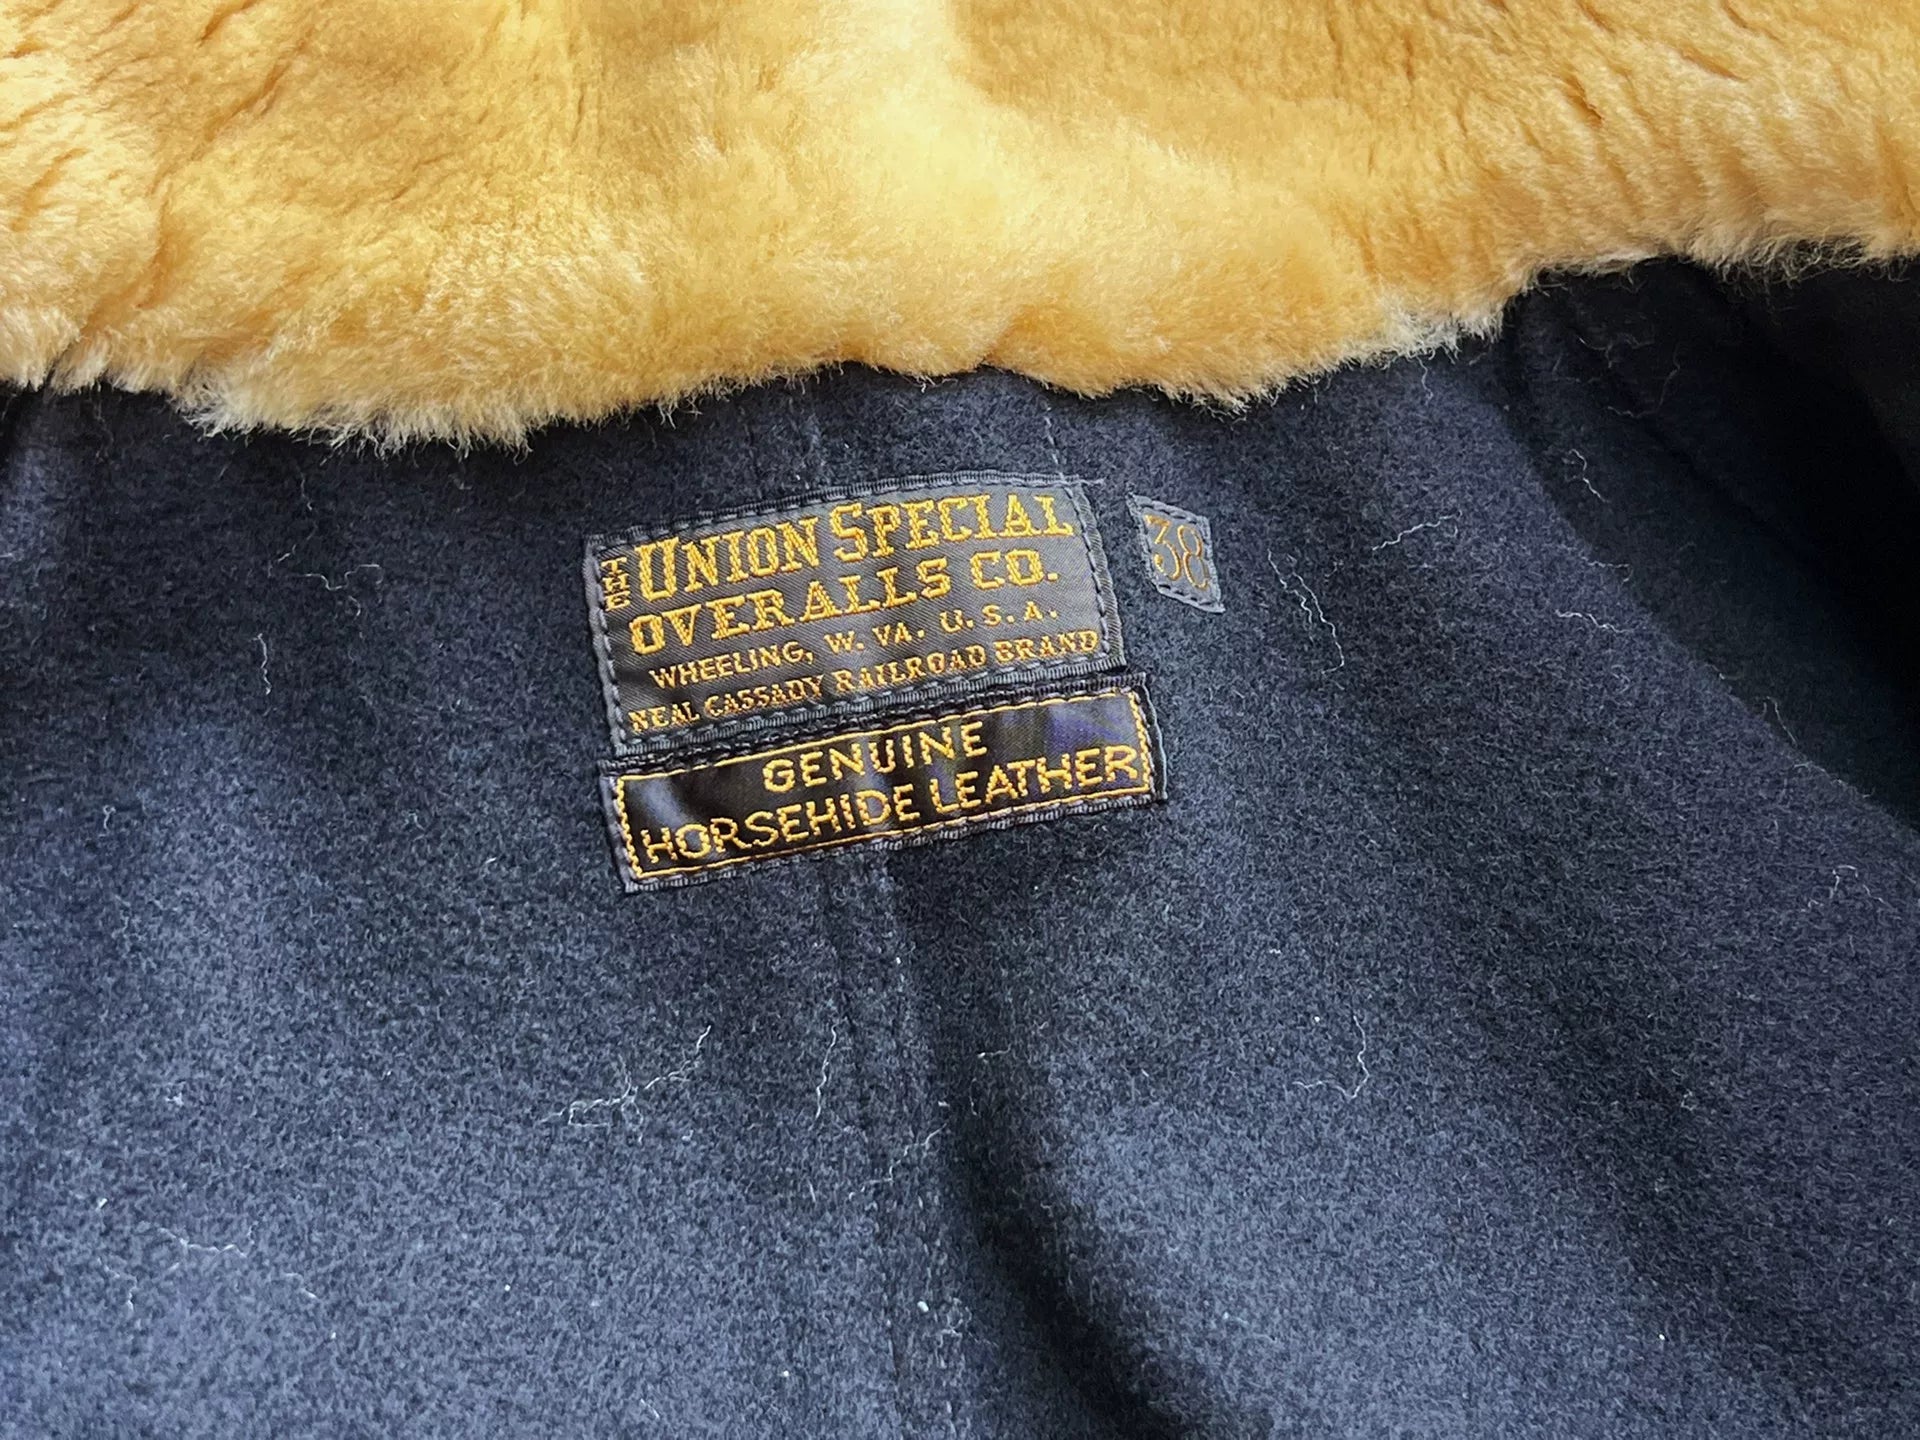 THE UNION SPECIAL
OVERALLS CO.
WHEELING, W. VA. U.S.A.
NEAL CASSADY RAILROAD BRAND
38
GENUINE
HORSEHIDE LEATHER